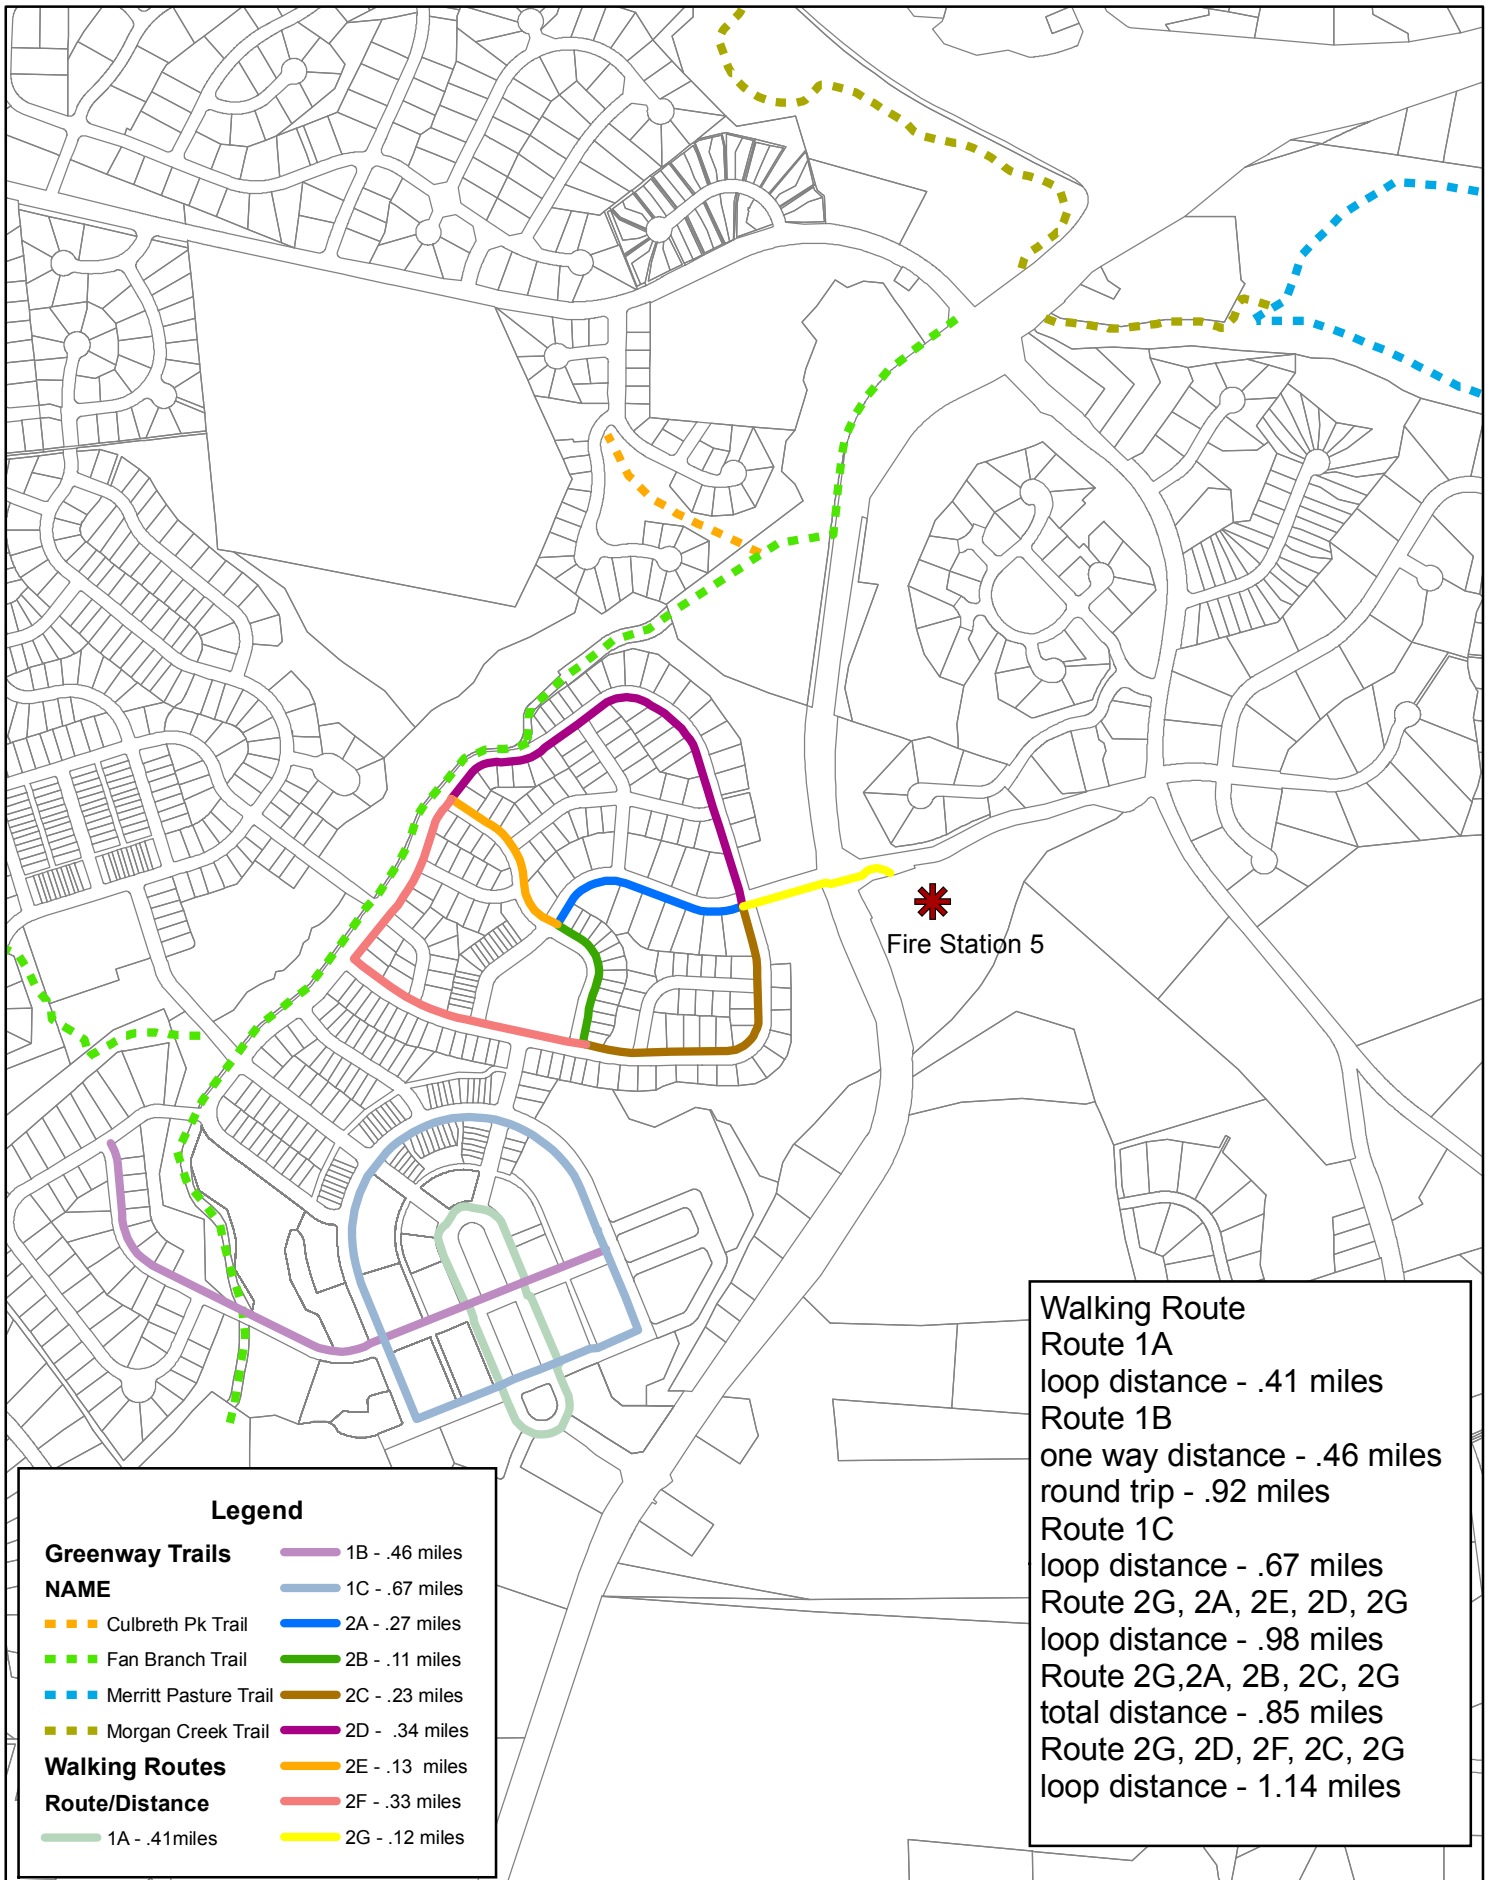 Fire Station 5
Walking Route
Route 1A
loop distance - .41 miles
Route 1B
one way distance - .46 miles
round trip - .92 miles
Route 1C
loop distance - .67 miles
Route 2G, 2A, 2E, 2D, 2G
loop distance - .98 miles
Route 2G,2A, 2B, 2C, 2G
total distance - .85 miles
Route 2G, 2D, 2F, 2C, 2G
loop distance - 1.14 miles
Legend
Greenway Trails
NAME
Culbreth Pk Trail
Fan Branch Trail
Merritt Pasture Trail
Morgan Creek Trail
Walking Routes
Route/Distance
1A - .41miles
1B - .46 miles
1C - .67 miles
2A - .27 miles
2B - .11 miles
2C - .23 miles
2D -  .34 miles
2E - .13  miles
2F - .33 miles
2G - .12 miles